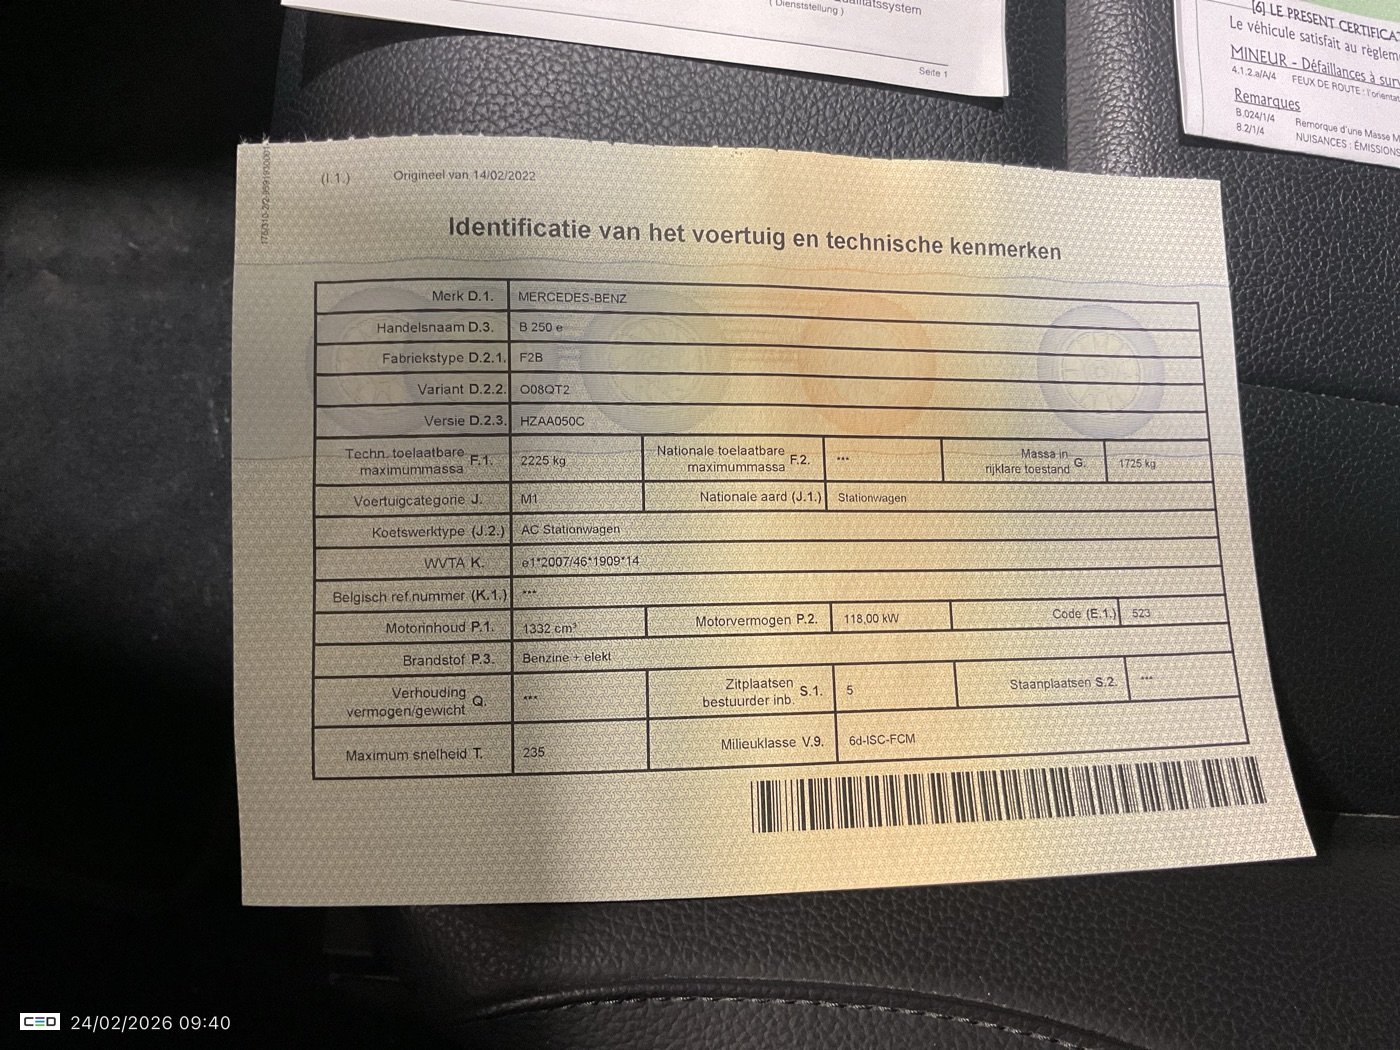 alitätssystem
( Dienststellung )
Seite 1
[6] LE PRESENT CERTIFICA
Le véhicule satisfait au règlem
MINEUR - Défaillances à surv
4.1.2.a/A/4 FEUX DE ROUTE : l'orientat
Remarques
B.024/1/4 Remorque d'une Masse M
8.2/1/4 NUISANCES : ÉMISSIONS
(I.1.) Origineel van 14/02/2022
Identificatie van het voertuig en technische kenmerken
Merk D.1. MERCEDES-BENZ
Handelsnaam D.3. B 250 e
Fabriekstype D.2.1. F2B
Variant D.2.2. O08QT2
Versie D.2.3. HZAA050C
Techn. toelaatbare maximummassa F.1. 2225 kg Nationale toelaatbare maximummassa F.2. *** Massa in rijklare toestand G. 1725 kg
Voertuigcategorie J. M1 Nationale aard (J.1.) Stationwagen
Koetswerktype (J.2.) AC Stationwagen
WVTA K. e1*2007/46*1909*14
Belgisch ref.nummer (K.1.) ***
Motorinhoud P.1. 1332 cm³ Motorvermogen P.2. 118,00 kW Code (E.1.) 523
Brandstof P.3. Benzine + elekt
Verhouding vermogen/gewicht Q. *** Zitplaatsen bestuurder inb. S.1. 5 Staanplaatsen S.2. ***
Maximum snelheid T. 235 Milieuklasse V.9. 6d-ISC-FCM
CED 24/02/2026 09:40